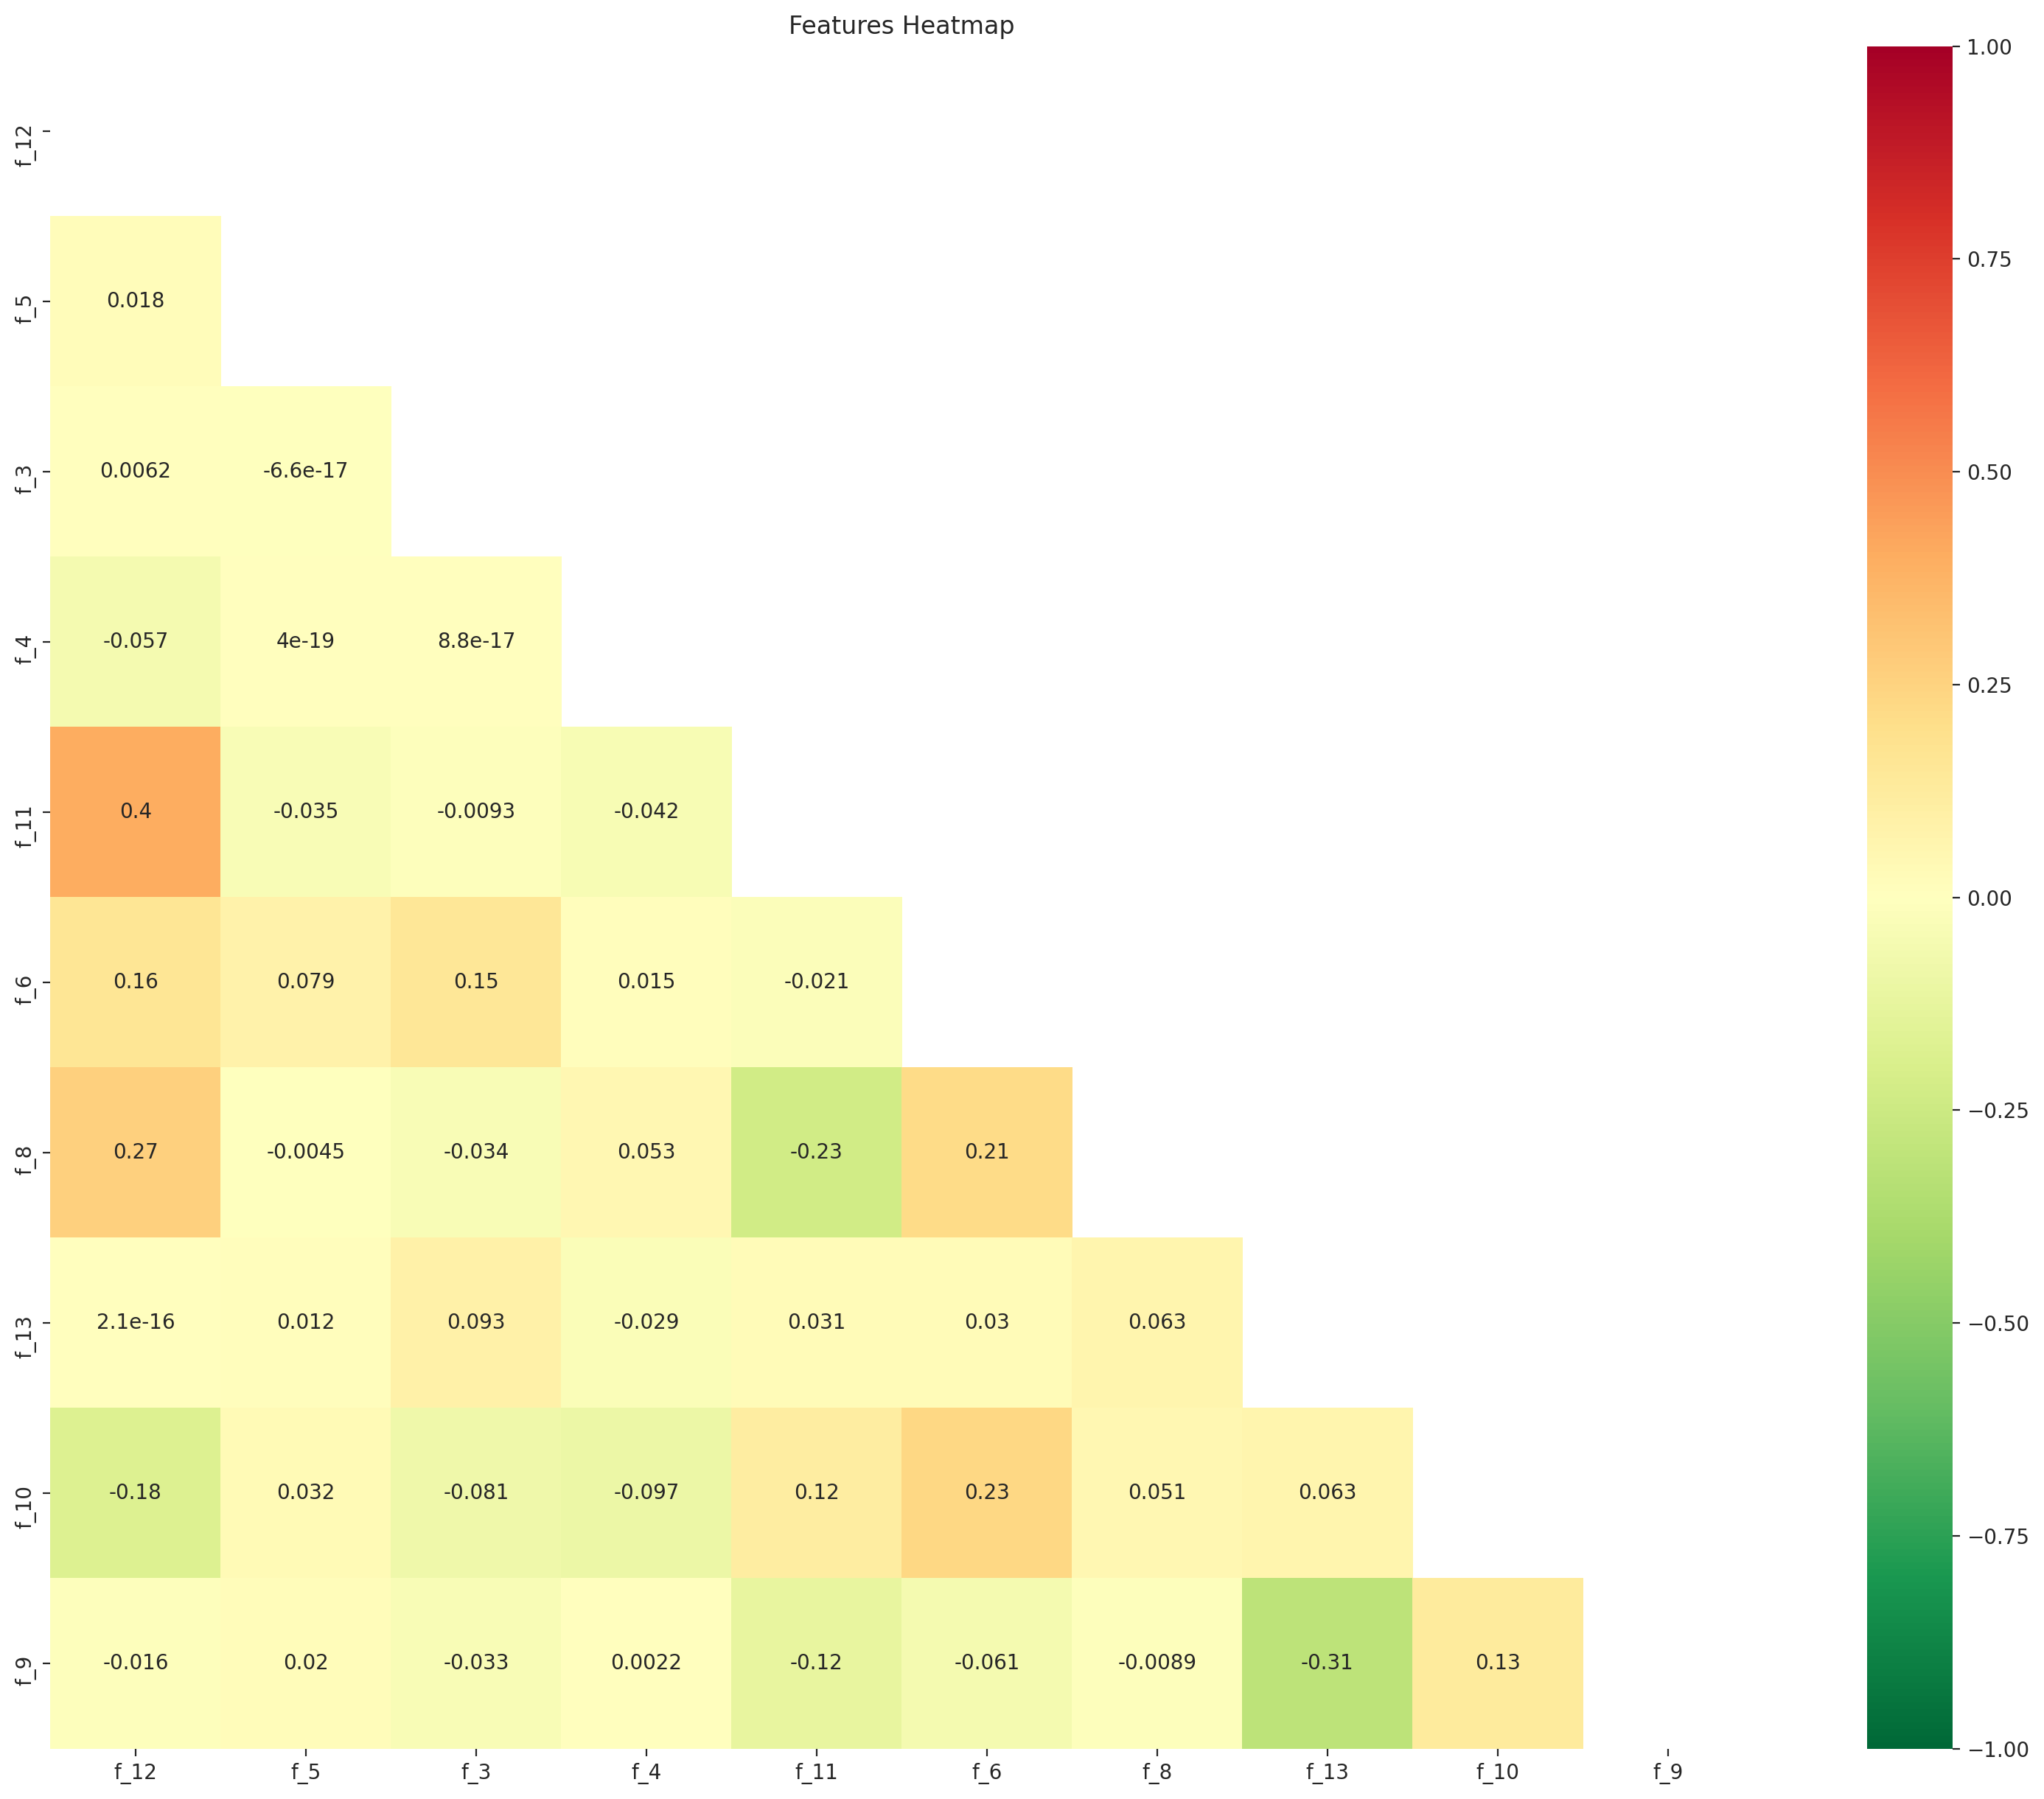 Features Heatmap
f_12
f_5 0.018
f_3 0.0062 -6.6e-17
f_4 -0.057 4e-19 8.8e-17
f_11 0.4 -0.035 -0.0093 -0.042
f_6 0.16 0.079 0.15 0.015 -0.021
f_8 0.27 -0.0045 -0.034 0.053 -0.23 0.21
f_13 2.1e-16 0.012 0.093 -0.029 0.031 0.03 0.063
f_10 -0.18 0.032 -0.081 -0.097 0.12 0.23 0.051 0.063
f_9 -0.016 0.02 -0.033 0.0022 -0.12 -0.061 -0.0089 -0.31 0.13
f_12 f_5 f_3 f_4 f_11 f_6 f_8 f_13 f_10 f_9
1.00
0.75
0.50
0.25
0.00
−0.25
−0.50
−0.75
−1.00